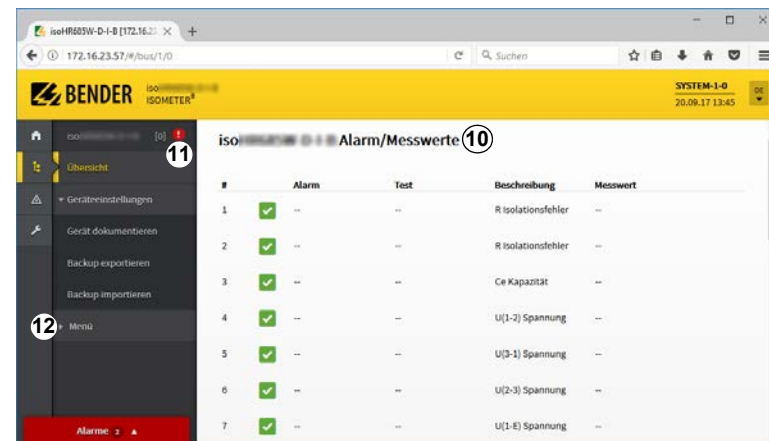 isoHR685W-D-I-B [172.16.2
172.16.23.57/#/bus/1/0
Suchen
BENDER
iso
ISOMETER®
SYSTEM-1-0
20.09.17 13:45
DE
iso
[0]
11
iso Alarm/Messwerte 10
Übersicht
Geräteeinstellungen
Gerät dokumentieren
Backup exportieren
Backup importieren
12 Menü
Alarme 2
# Alarm Test Beschreibung Messwert
1 -- -- R Isolationsfehler --
2 -- -- R Isolationsfehler --
3 -- -- Ce Kapazität --
4 -- -- U(1-2) Spannung --
5 -- -- U(3-1) Spannung --
6 -- -- U(2-3) Spannung --
7 -- -- U(1-E) Spannung --